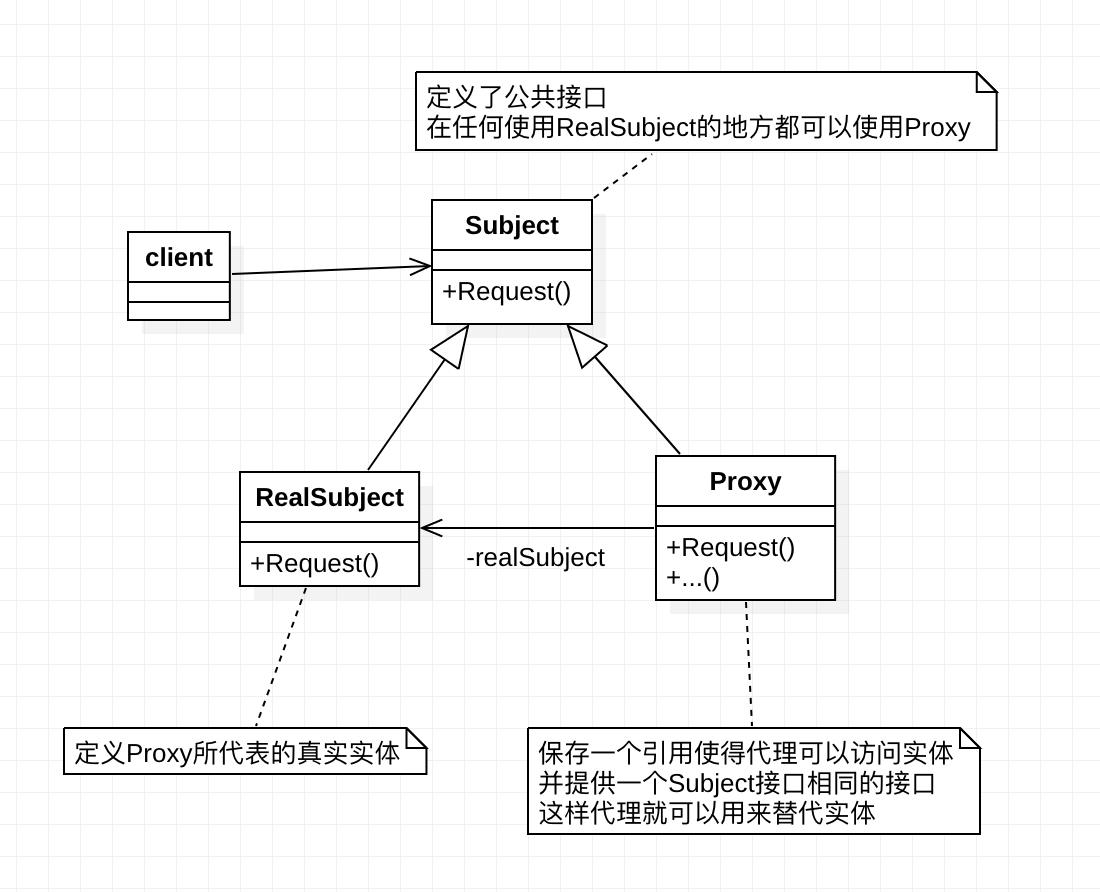 定义了公共接口
在任何使用RealSubject的地方都可以使用Proxy
Subject
+Request()
client
RealSubject
+Request()
-realSubject
Proxy
+Request()
+...()
定义Proxy所代表的真实实体
保存一个引用使得代理可以访问实体
并提供一个Subject接口相同的接口
这样代理就可以用来替代实体